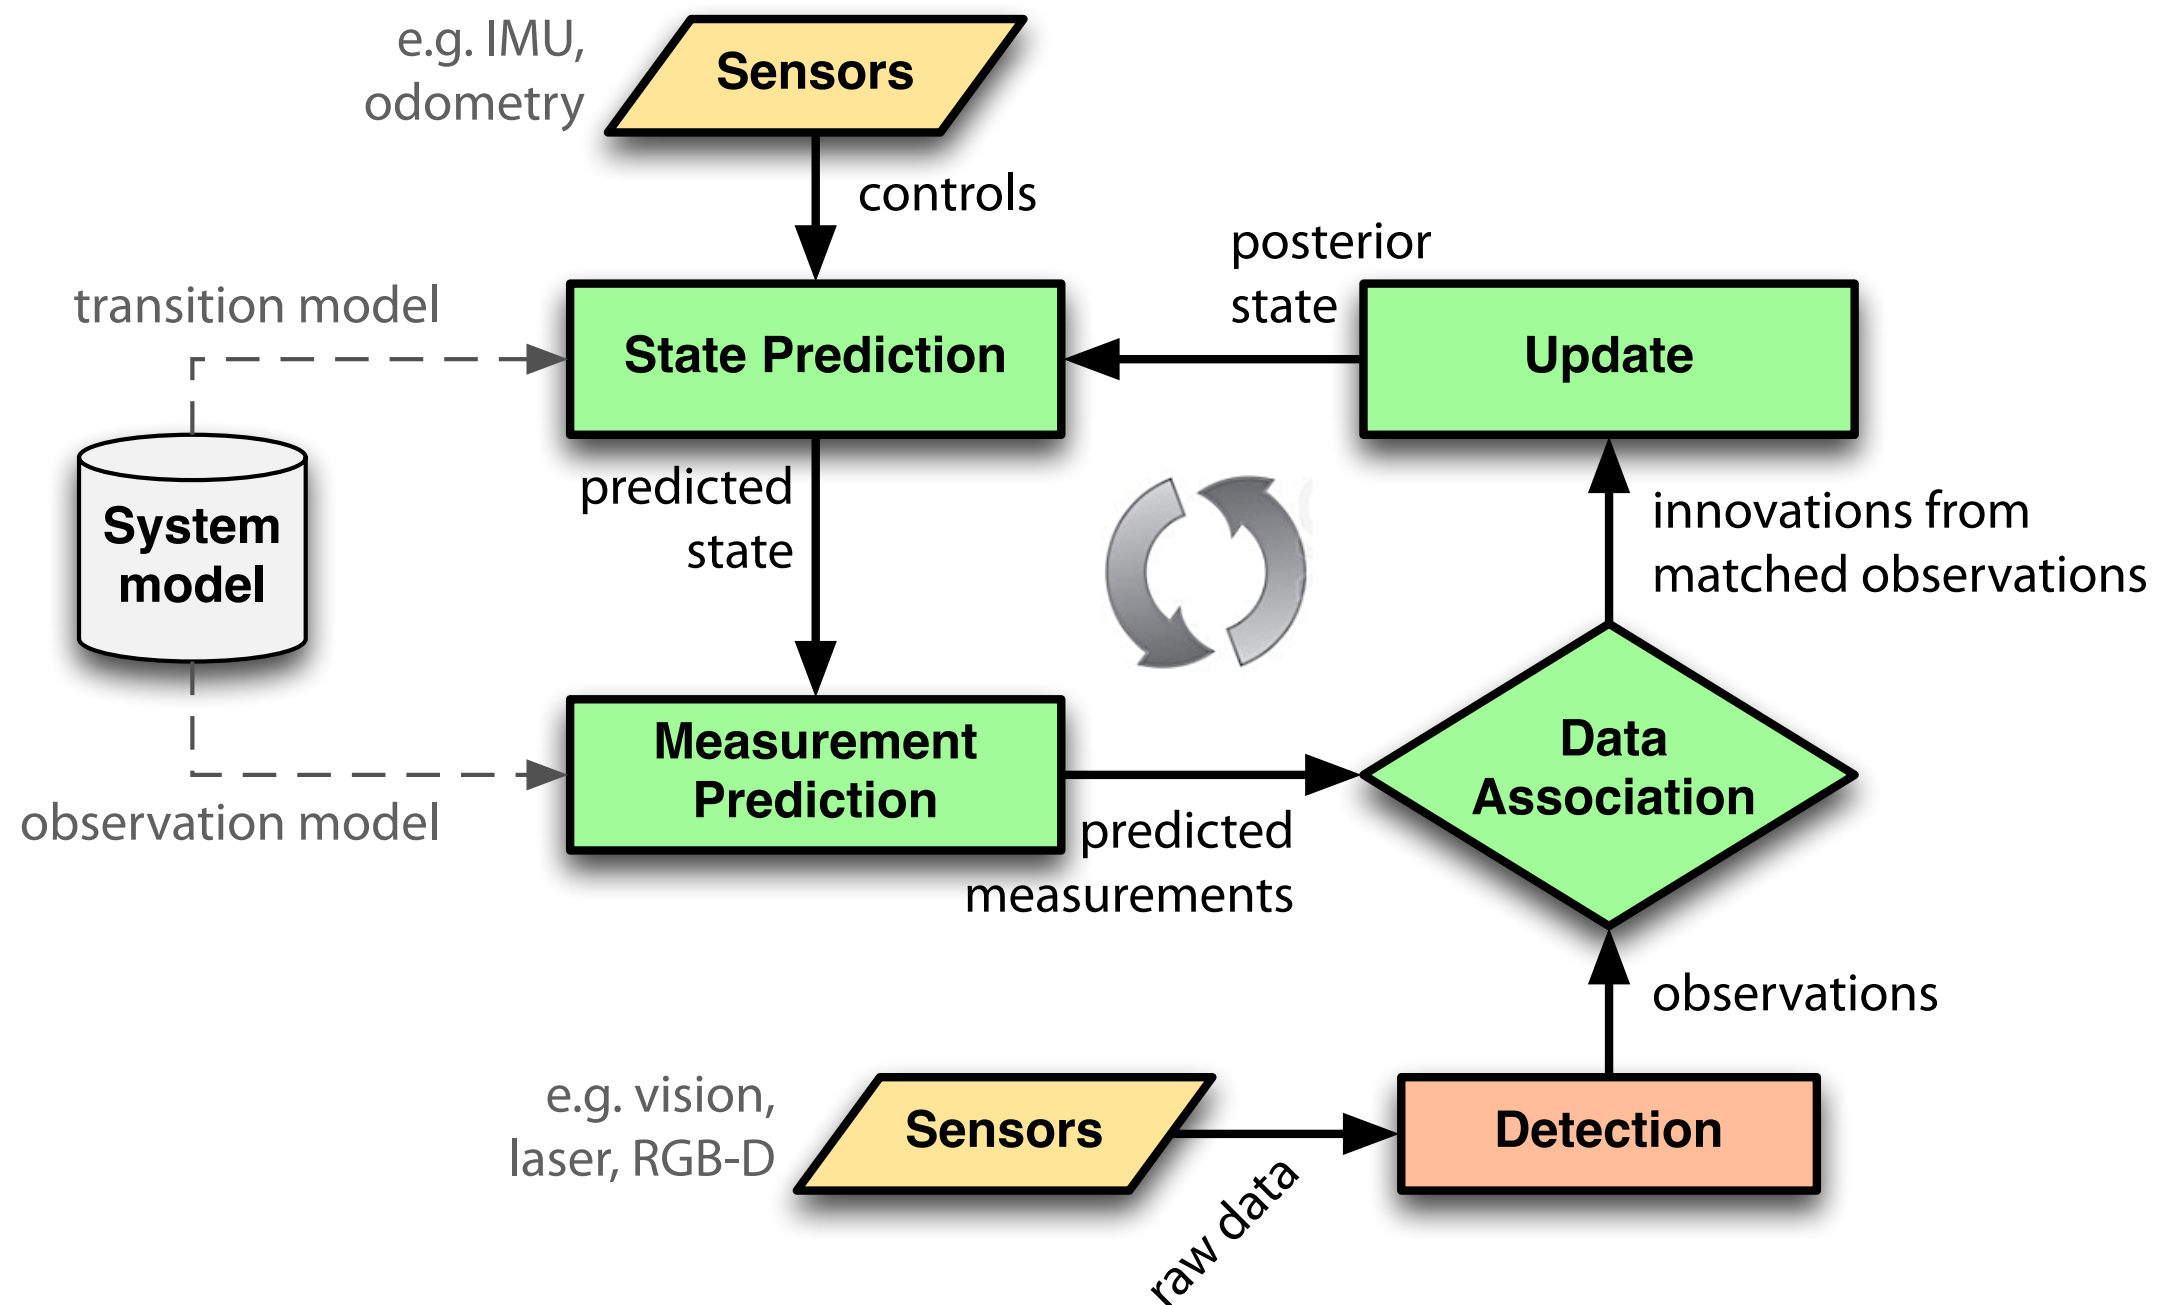 e.g. IMU,
odometry
Sensors
controls
posterior
state
transition model
State Prediction
Update
predicted
state
System
model
innovations from
matched observations
Measurement
Prediction
Data
Association
observation model
predicted
measurements
observations
e.g. vision,
laser, RGB-D
Sensors
raw data
Detection